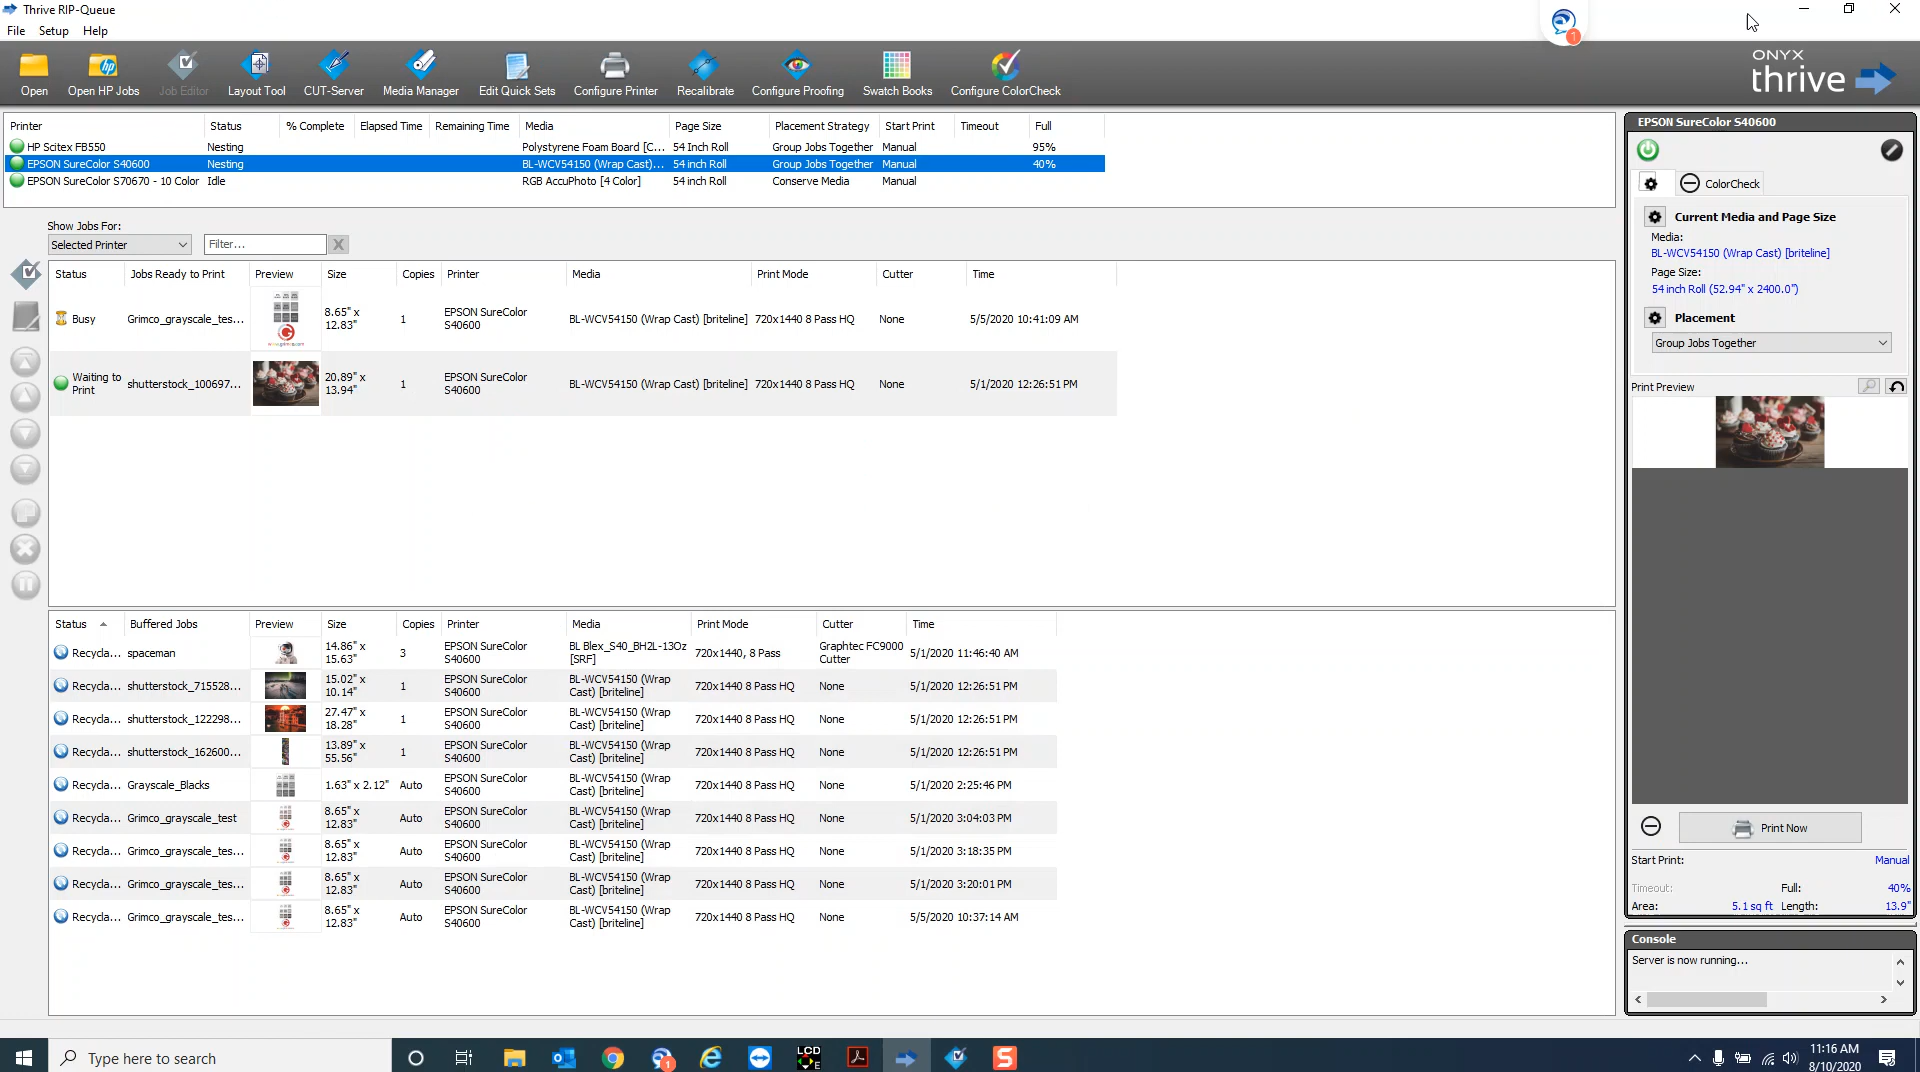 Thrive RIP-Queue
File Setup Help
1
Open
Open HP Jobs
Job Editor
Layout Tool
CUT-Server
Media Manager
Edit Quick Sets
Configure Printer
Recalibrate
Configure Proofing
Swatch Books
Configure ColorCheck
ONYX
thrive
Printer Status % Complete Elapsed Time Remaining Time Media Page Size Placement Strategy Start Print Timeout Full
HP Scitex FB550 Nesting Polystyrene Foam Board [C... 54 Inch Roll Group Jobs Together Manual 95%
EPSON SureColor S40600 Nesting BL-WCV54150 (Wrap Cast)... 54 inch Roll Group Jobs Together Manual 40%
EPSON SureColor S70670 - 10 Color Idle RGB AccuPhoto [4 Color] 54 inch Roll Conserve Media Manual
Show Jobs For:
Selected Printer Filter... X
Status Jobs Ready to Print Preview Size Copies Printer Media Print Mode Cutter Time
Busy Grimco_grayscale_tes... 8.65" x 12.83" 1 EPSON SureColor S40600 BL-WCV54150 (Wrap Cast) [briteline] 720x1440 8 Pass HQ None 5/5/2020 10:41:09 AM
Waiting to Print shutterstock_100697... 20.89" x 13.94" 1 EPSON SureColor S40600 BL-WCV54150 (Wrap Cast) [briteline] 720x1440 8 Pass HQ None 5/1/2020 12:26:51 PM
Status Buffered Jobs Preview Size Copies Printer Media Print Mode Cutter Time
Recycla... spaceman 14.86" x 15.63" 3 EPSON SureColor S40600 BL Blex_S40_BH2L-13Oz [SRF] 720x1440, 8 Pass Graphtec FC9000 Cutter 5/1/2020 11:46:40 AM
Recycla... shutterstock_715528... 15.02" x 10.14" 1 EPSON SureColor S40600 BL-WCV54150 (Wrap Cast) [briteline] 720x1440 8 Pass HQ None 5/1/2020 12:26:51 PM
Recycla... shutterstock_122298... 27.47" x 18.28" 1 EPSON SureColor S40600 BL-WCV54150 (Wrap Cast) [briteline] 720x1440 8 Pass HQ None 5/1/2020 12:26:51 PM
Recycla... shutterstock_162600... 13.89" x 55.56" 1 EPSON SureColor S40600 BL-WCV54150 (Wrap Cast) [briteline] 720x1440 8 Pass HQ None 5/1/2020 12:26:51 PM
Recycla... Grayscale_Blacks 1.63" x 2.12" Auto EPSON SureColor S40600 BL-WCV54150 (Wrap Cast) [briteline] 720x1440 8 Pass HQ None 5/1/2020 2:25:46 PM
Recycla... Grimco_grayscale_test 8.65" x 12.83" Auto EPSON SureColor S40600 BL-WCV54150 (Wrap Cast) [briteline] 720x1440 8 Pass HQ None 5/1/2020 3:04:03 PM
Recycla... Grimco_grayscale_tes... 8.65" x 12.83" Auto EPSON SureColor S40600 BL-WCV54150 (Wrap Cast) [briteline] 720x1440 8 Pass HQ None 5/1/2020 3:18:35 PM
Recycla... Grimco_grayscale_tes... 8.65" x 12.83" Auto EPSON SureColor S40600 BL-WCV54150 (Wrap Cast) [briteline] 720x1440 8 Pass HQ None 5/1/2020 3:20:01 PM
Recycla... Grimco_grayscale_tes... 8.65" x 12.83" Auto EPSON SureColor S40600 BL-WCV54150 (Wrap Cast) [briteline] 720x1440 8 Pass HQ None 5/5/2020 10:37:14 AM
EPSON SureColor S40600
ColorCheck
Current Media and Page Size
Media:
BL-WCV54150 (Wrap Cast) [briteline]
Page Size:
54 inch Roll (52.94" x 2400.0")
Placement
Group Jobs Together
Print Preview
Print Now
Start Print: Manual
Timeout: Full: 40%
Area: 5.1 sq ft Length: 13.9"
Console
Server is now running...
Type here to search
1
LCD
11:16 AM
8/10/2020